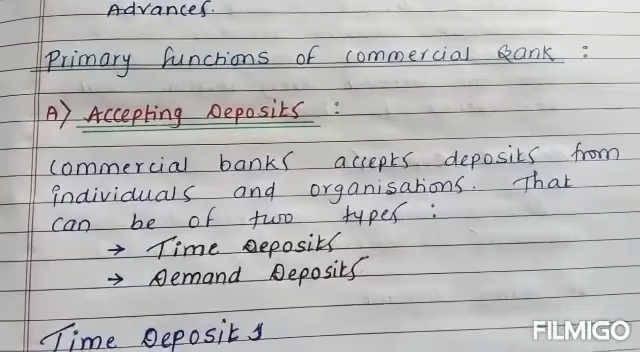 Advances.
Primary functions of commercial Bank :
A) Accepting Deposits :
commercial banks accepts deposits from
individuals and organisations. That
can be of two types :
→ Time Deposits
→ Demand Deposits
Time Deposits
FILMIGO